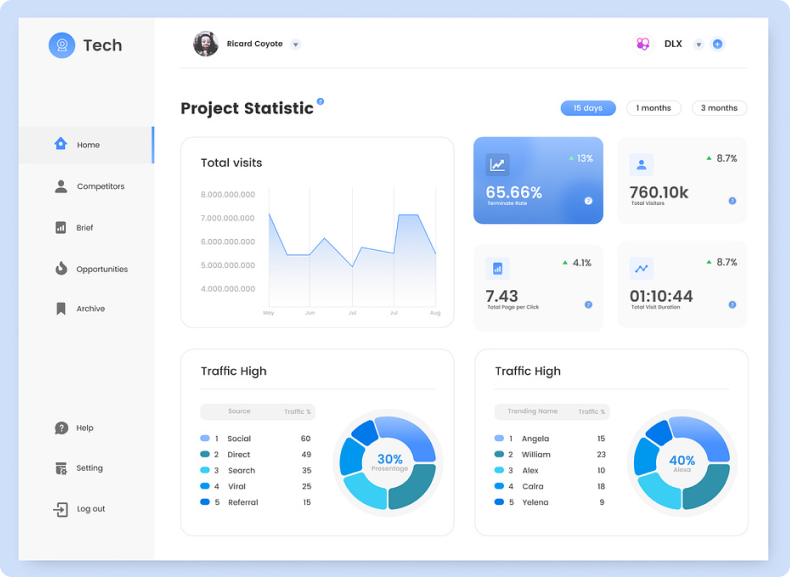 Tech
Ricard Coyote
DLX
Home
Competitors
Brief
Opportunities
Archive
Help
Setting
Log out
Project Statistic
15 days
1 months
3 months
Total visits
8.000.000.000
7.000.000.000
6.000.000.000
5.000.000.000
4.000.000.000
May
Jun
Jul
Jul
Aug
13%
65.66%
Terminate Rate
8.7%
760.10k
Total Visitors
4.1%
7.43
Total Page per Click
8.7%
01:10:44
Total Visit Duration
Traffic High
Source Traffic %
1 Social 60
2 Direct 49
3 Search 35
4 Viral 25
5 Referral 15
30%
Presentage
Traffic High
Trending Name Traffic %
1 Angela 15
2 William 23
3 Alex 10
4 Calra 18
5 Yelena 9
40%
Alexa